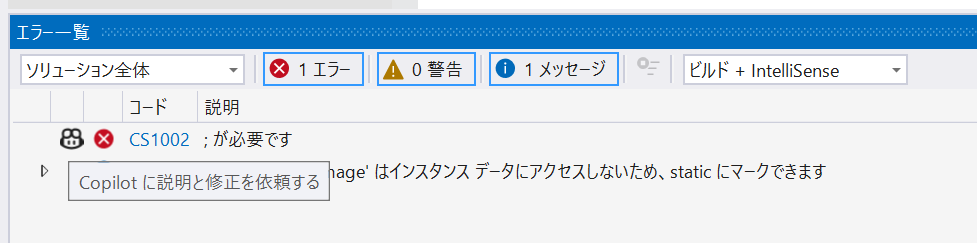 エラー一覧
ソリューション全体 1 エラー 0 警告 1 メッセージ ビルド + IntelliSense
コード 説明
CS1002 ; が必要です
' はインスタンス データにアクセスしないため、static にマークできます
Copilot に説明と修正を依頼する